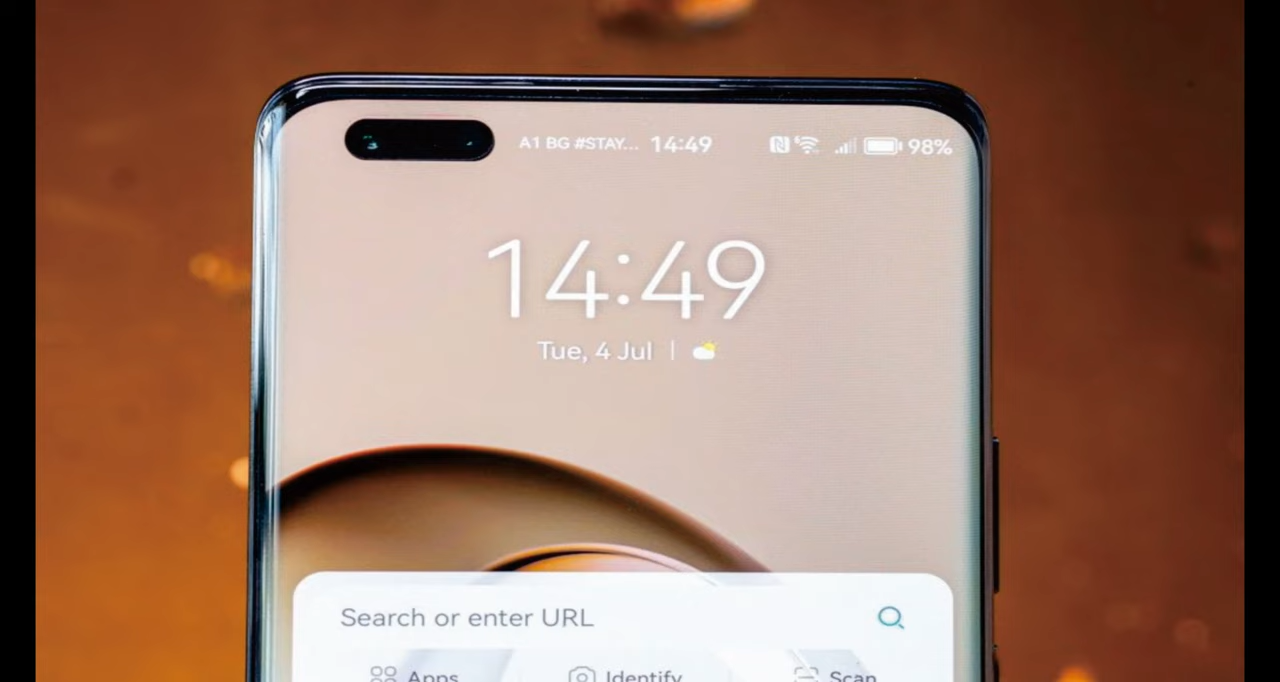 A1 BG #STAY... 14:49 98%
14:49
Tue, 4 Jul
Search or enter URL
Apps Identify Scan